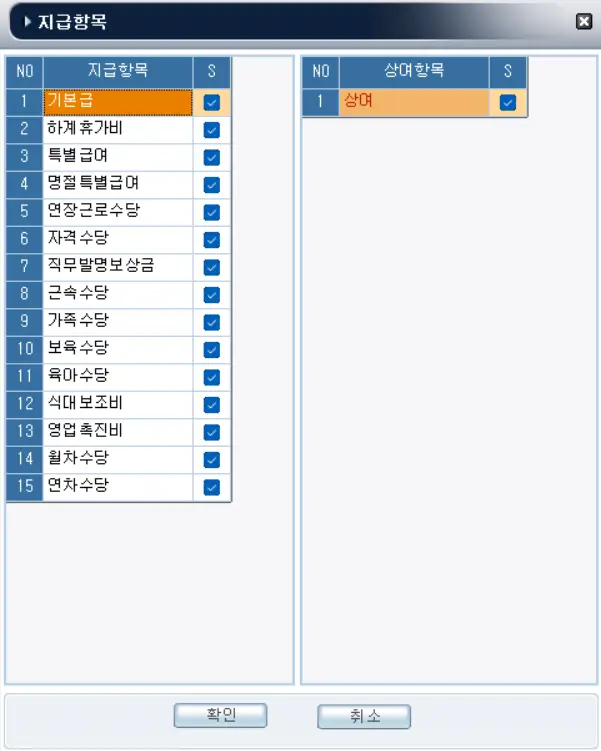 지급항목
NO 지급항목 S
1 기본급
2 하계휴가비
3 특별급여
4 명절특별급여
5 연장근로수당
6 자격수당
7 직무발명보상금
8 근속수당
9 가족수당
10 보육수당
11 육아수당
12 식대보조비
13 영업촉진비
14 월차수당
15 연차수당
NO 상여항목 S
1 상여
확인 취소